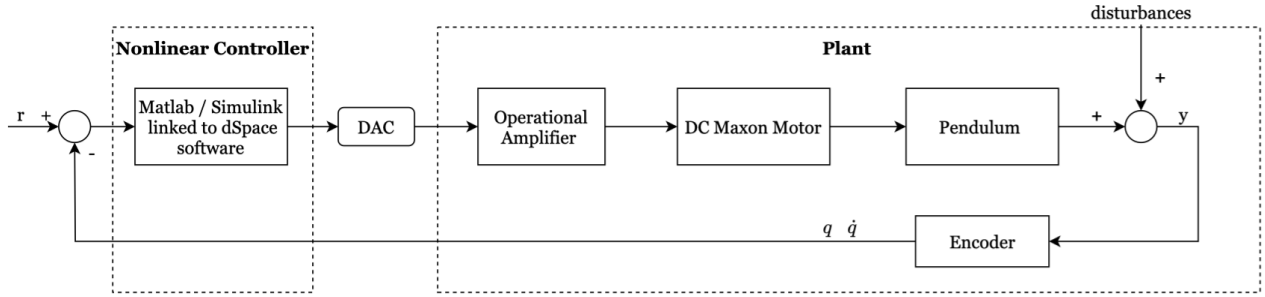 disturbances
Nonlinear Controller
Plant
+
r +
Matlab / Simulink
linked to dSpace
software
DAC
Operational
Amplifier
DC Maxon Motor
Pendulum
+
y
-
q q̇
Encoder